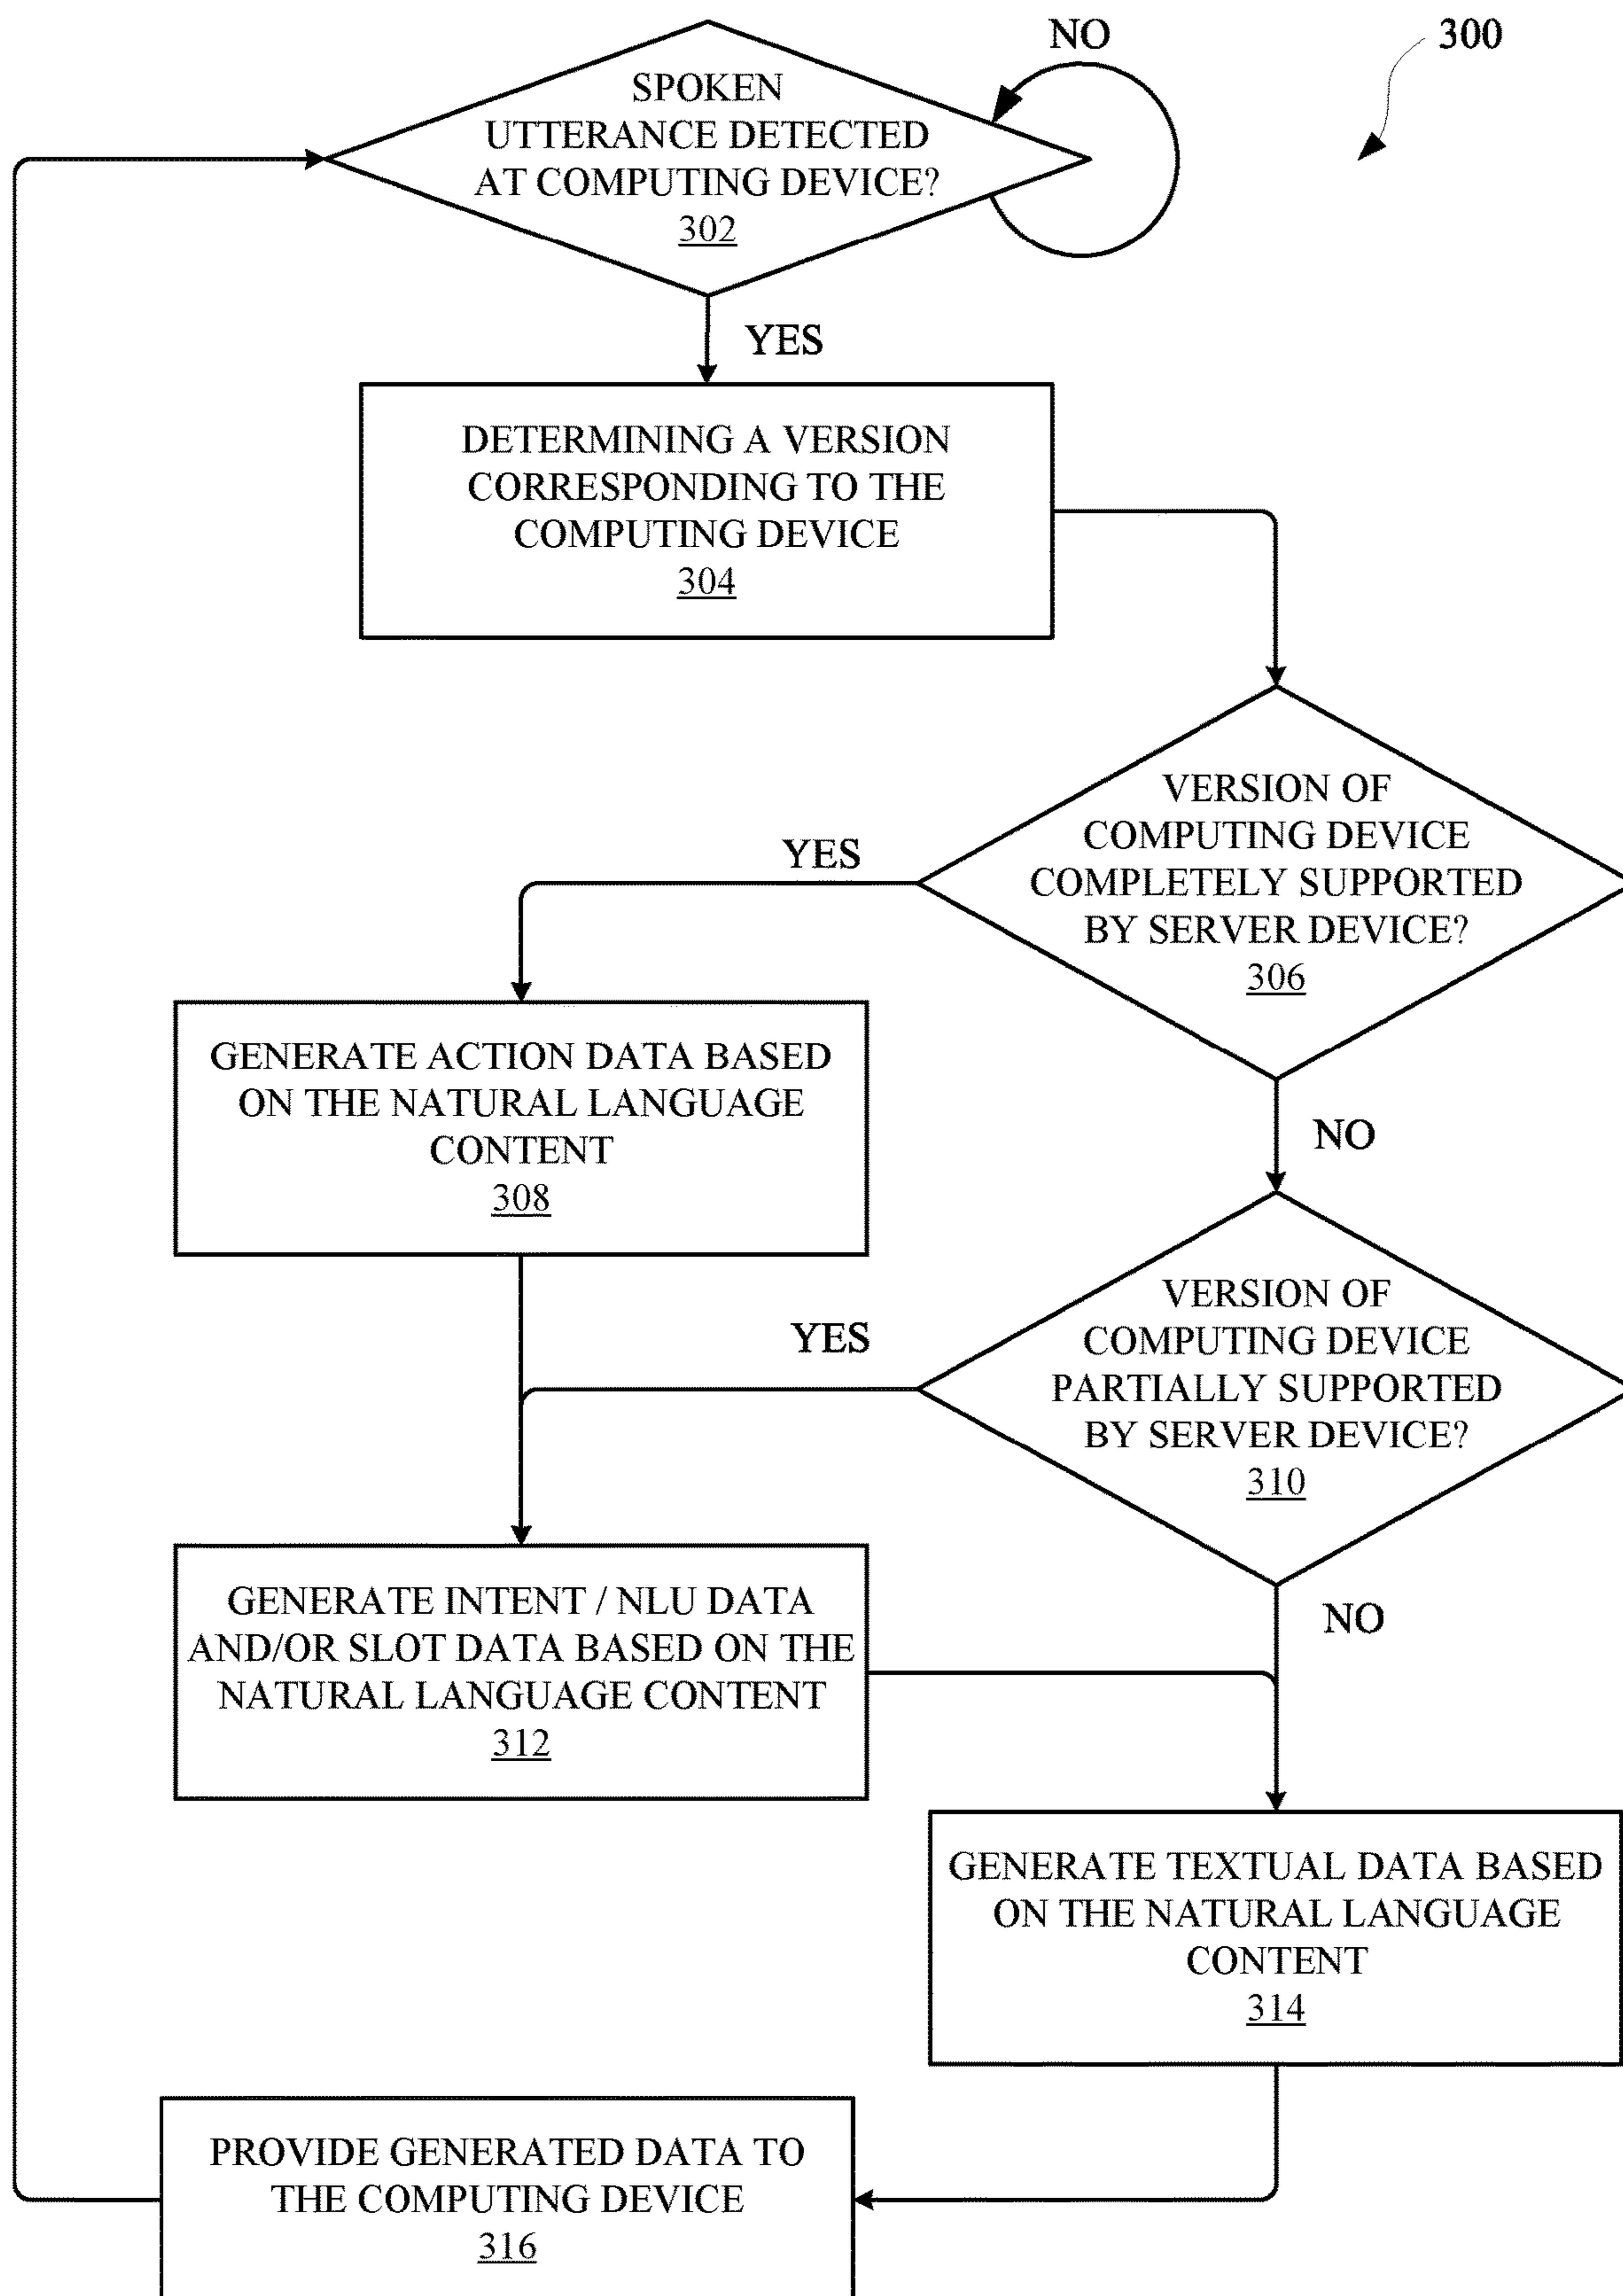 NO
300
SPOKEN
UTTERANCE DETECTED
AT COMPUTING DEVICE?
302
YES
DETERMINING A VERSION
CORRESPONDING TO THE
COMPUTING DEVICE
304
VERSION OF
COMPUTING DEVICE
COMPLETELY SUPPORTED
BY SERVER DEVICE?
306
YES
GENERATE ACTION DATA BASED
ON THE NATURAL LANGUAGE
CONTENT
308
NO
VERSION OF
COMPUTING DEVICE
PARTIALLY SUPPORTED
BY SERVER DEVICE?
310
YES
GENERATE INTENT / NLU DATA
AND/OR SLOT DATA BASED ON THE
NATURAL LANGUAGE CONTENT
312
NO
GENERATE TEXTUAL DATA BASED
ON THE NATURAL LANGUAGE
CONTENT
314
PROVIDE GENERATED DATA TO
THE COMPUTING DEVICE
316